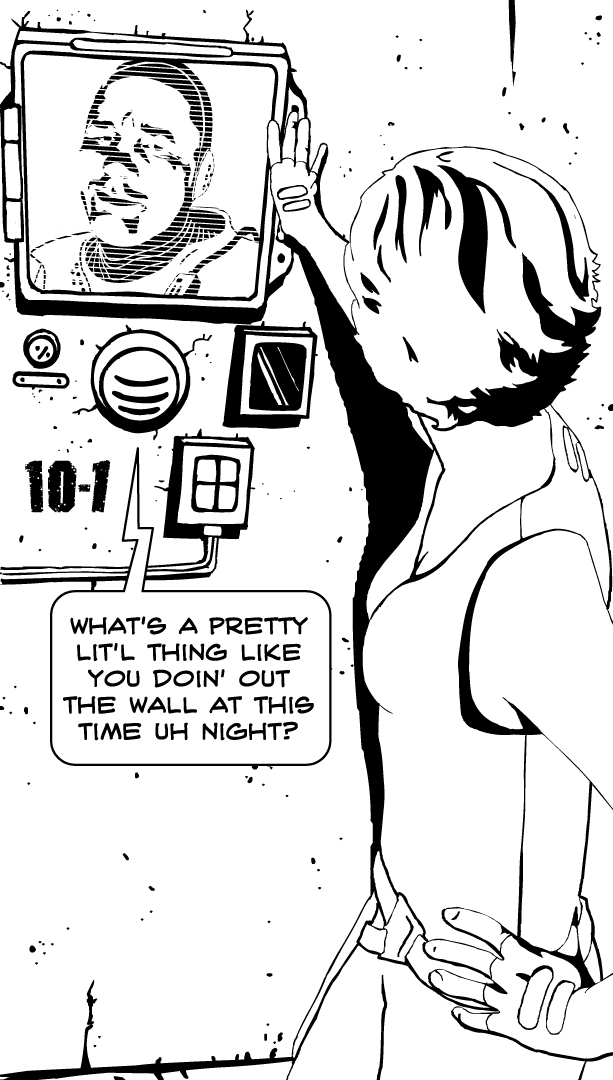 10-1
WHAT'S A PRETTY
LIT'L THING LIKE
YOU DOIN' OUT
THE WALL AT THIS
TIME UH NIGHT?